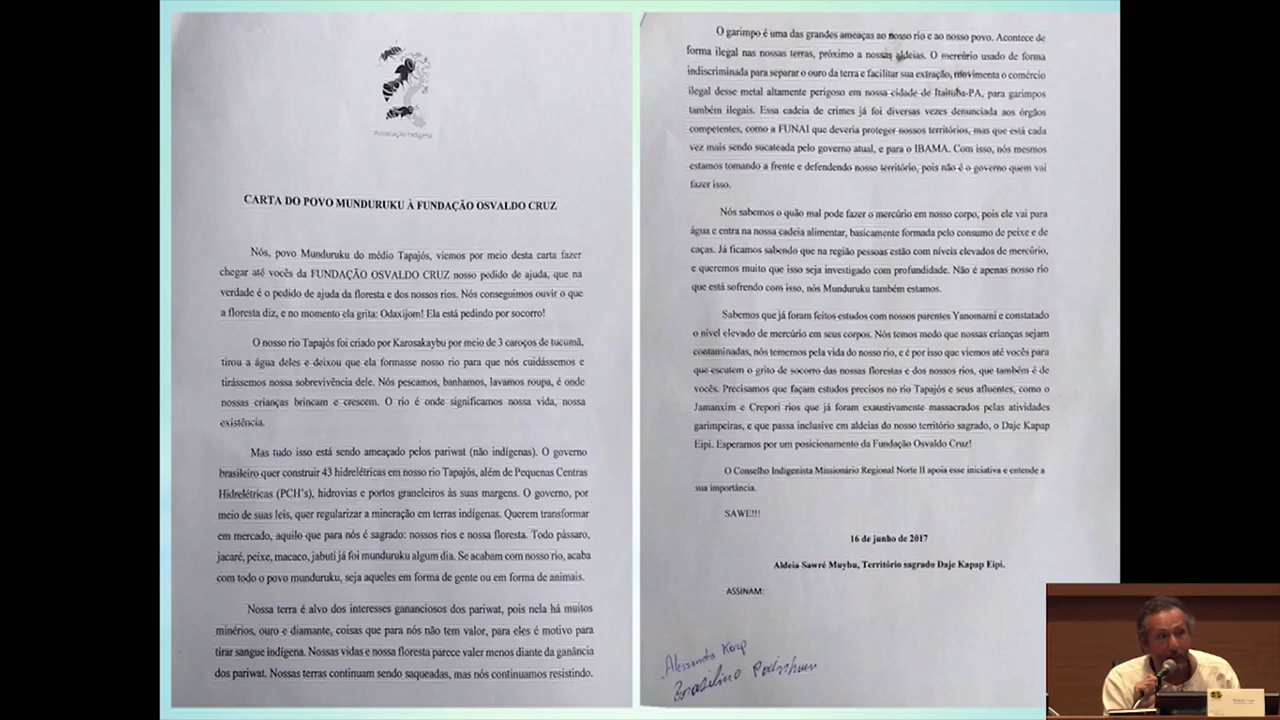 Associação Indígena
CARTA DO POVO MUNDURUKU À FUNDAÇÃO OSVALDO CRUZ
Nós, povo Munduruku do médio Tapajós, viemos por meio desta carta fazer
chegar até vocês da FUNDAÇÃO OSVALDO CRUZ nosso pedido de ajuda, que na
verdade é o pedido de ajuda da floresta e dos nossos rios. Nós conseguimos ouvir o que
a floresta diz, e no momento ela grita: Odaxijom! Ela está pedindo por socorro!
O nosso rio Tapajós foi criado por Karosakaybu por meio de 3 caroços de tucumã,
tirou a água deles e deixou que ela formasse nosso rio para que nós cuidássemos e
tirássemos nossa sobrevivência dele. Nós pescamos, banhamos, lavamos roupa, é onde
nossas crianças brincam e crescem. O rio é onde significamos nossa vida, nossa
existência.
Mas tudo isso está sendo ameaçado pelos pariwat (não indígenas). O governo
brasileiro quer construir 43 hidrelétricas em nosso rio Tapajós, além de Pequenas Centras
Hidrelétricas (PCH's), hidrovias e portos graneleiros às suas margens. O governo, por
meio de suas leis, quer regularizar a mineração em terras indígenas. Querem transformar
em mercado, aquilo que para nós é sagrado: nossos rios e nossa floresta. Todo pássaro,
jacaré, peixe, macaco, jabuti já foi munduruku algum dia. Se acabam com nosso rio, acaba
com todo o povo munduruku, seja aqueles em forma de gente ou em forma de animais.
Nossa terra é alvo dos interesses gananciosos dos pariwat, pois nela há muitos
minérios, ouro e diamante, coisas que para nós não tem valor, para eles é motivo para
tirar sangue indígena. Nossas vidas e nossa floresta parece valer menos diante da ganância
dos pariwat. Nossas terras continuam sendo saqueadas, mas nós continuamos resistindo.
O garimpo é uma das grandes ameaças ao nosso rio e ao nosso povo. Acontece de
forma ilegal nas nossas terras, próximo a nossas aldeias. O mercúrio usado de forma
indiscriminada para separar o ouro da terra e facilitar sua extração, movimenta o comércio
ilegal desse metal altamente perigoso em nossa cidade de Itaituba-PA, para garimpos
também ilegais. Essa cadeia de crimes já foi diversas vezes denunciada aos órgãos
competentes, como a FUNAI que deveria proteger nossos territórios, mas que está cada
vez mais sendo sucateada pelo governo atual, e para o IBAMA. Com isso, nós mesmos
estamos tomando a frente e defendendo nosso território, pois não é o governo quem vai
fazer isso.
Nós sabemos o quão mal pode fazer o mercúrio em nosso corpo, pois ele vai para
água e entra na nossa cadeia alimentar, basicamente formada pelo consumo de peixe e de
caças. Já ficamos sabendo que na região pessoas estão com níveis elevados de mercúrio,
e queremos muito que isso seja investigado com profundidade. Não é apenas nosso rio
que está sofrendo com isso, nós Munduruku também estamos.
Sabemos que já foram feitos estudos com nossos parentes Yanomami e constatado
o nível elevado de mercúrio em seus corpos. Nós temos medo que nossas crianças sejam
contaminadas, nós tememos pela vida do nosso rio, e é por isso que viemos até vocês para
que escutem o grito de socorro das nossas florestas e dos nossos rios, que também é de
vocês. Precisamos que façam estudos precisos no rio Tapajós e seus afluentes, como o
Jamanxim e Crepori rios que já foram exaustivamente massacrados pelas atividades
garimpeiras, e que passa inclusive em aldeias do nosso território sagrado, o Daje Kapap
Eipi. Esperamos por um posicionamento da Fundação Osvaldo Cruz!
O Conselho Indigenista Missionário Regional Norte II apoia esse iniciativa e entende a
sua importância.
SAWE!!!
16 de junho de 2017
Aldeia Sawré Muybu, Território sagrado Daje Kapap Eipi.
ASSINAM:
Alessandra Korap
Brasilino